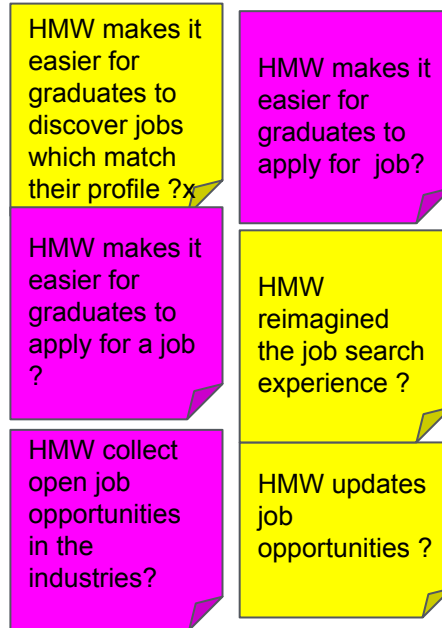 HMW makes it
easier for
graduates to
discover jobs
which match
their profile ?x
HMW makes it
easier for
graduates to
apply for  job?
HMW makes it
easier for
graduates to
apply for a job
?
HMW
reimagined
the job search
experience ?
HMW collect
open job
opportunities
in the
industries?
HMW updates
job
opportunities ?